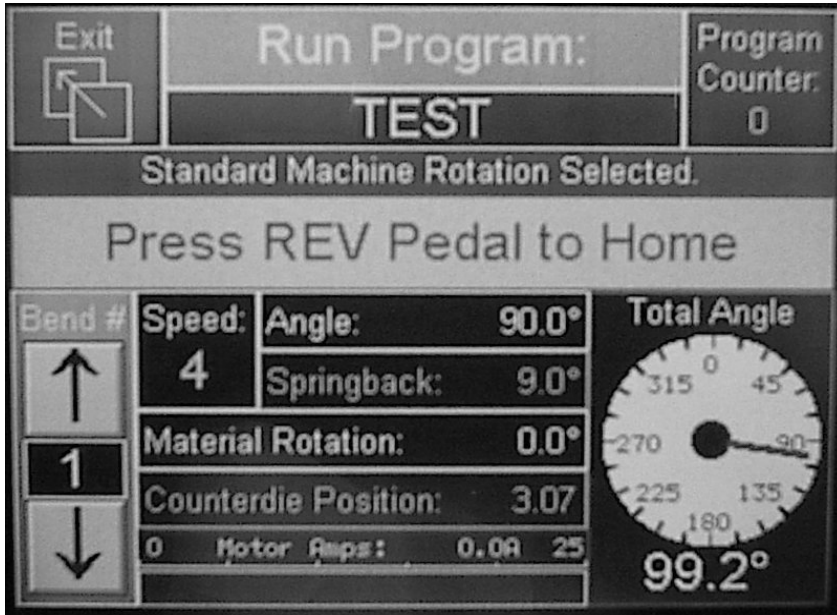 Exit
Run Program:
Program
Counter:
0
TEST
Standard Machine Rotation Selected.
Press REV Pedal to Home
Bend #
1
Speed:
4
Angle: 90.0°
Springback: 9.0°
Material Rotation: 0.0°
Counterdie Position: 3.07
0 Motor Amps: 0.0A 25
Total Angle
0
45
90
135
180
225
270
315
99.2°